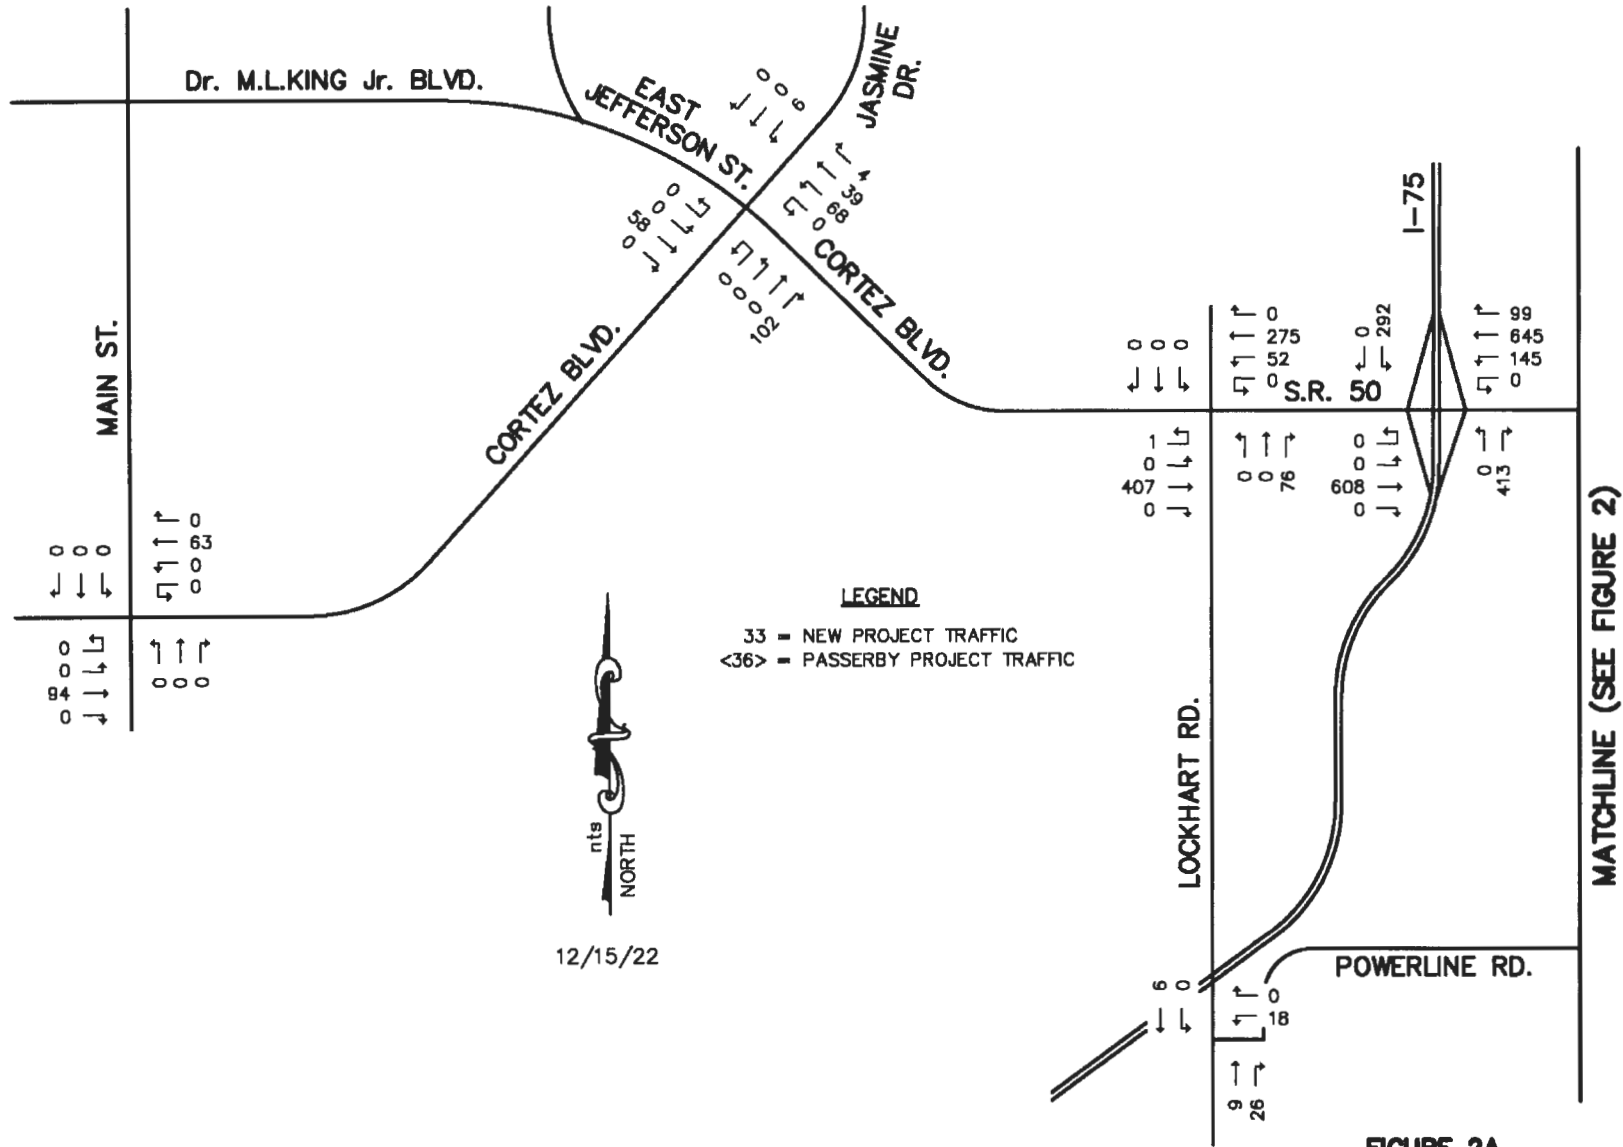 Dr. M.L.KING Jr. BLVD.
EAST
JEFFERSON ST.
JASMINE
DR.
0
0
6
4
39
68
0
0
0
58
0
0
0
0
102
CORTEZ BLVD.
CORTEZ BLVD.
MAIN ST.
I-75
0 0 0
0
275
52
0
S.R. 50
0
292
99
645
145
0
1
0
407
0
0
0
76
0
0
608
0
0
413
0 0 0
0
63
0
0
0
0
94
0
0 0 0
LEGEND
33 = NEW PROJECT TRAFFIC
<36> = PASSERBY PROJECT TRAFFIC
nts
NORTH
12/15/22
LOCKHART RD.
MATCHLINE (SEE FIGURE 2)
POWERLINE RD.
0
0
18
9
26